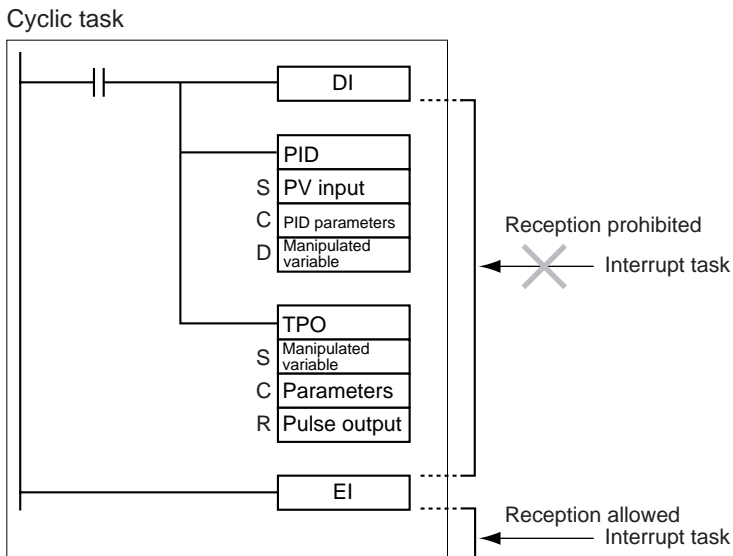 Cyclic task
DI
PID
S PV input
C PID parameters
D Manipulated
variable
Reception prohibited
Interrupt task
TPO
S Manipulated
variable
C Parameters
R Pulse output
EI
Reception allowed
Interrupt task